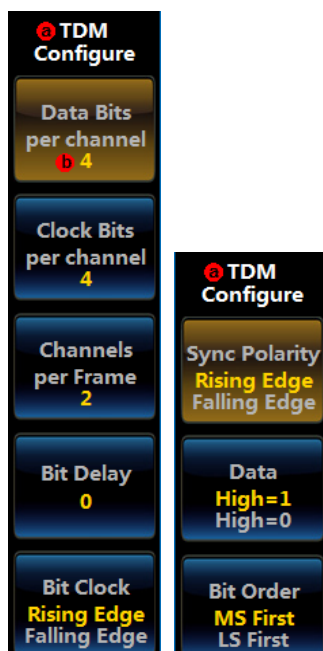 a TDM
Configure
Data Bits
per channel
b 4
Clock Bits
per channel
4
Channels
per Frame
2
Bit Delay
0
Bit Clock
Rising Edge
Falling Edge
a TDM
Configure
Sync Polarity
Rising Edge
Falling Edge
Data
High=1
High=0
Bit Order
MS First
LS First